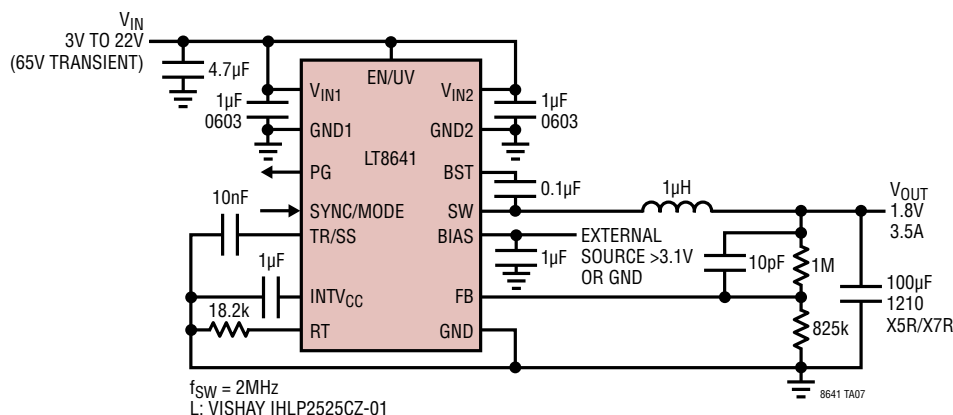 VIN
3V TO 22V
(65V TRANSIENT)
4.7µF
EN/UV
VIN1
VIN2
1µF
0603
1µF
0603
GND1
GND2
LT8641
PG
BST
0.1µF
1µH
VOUT
1.8V
3.5A
10nF
SYNC/MODE
SW
TR/SS
BIAS
EXTERNAL
SOURCE >3.1V
OR GND
1µF
10pF
1M
1µF
INTVCC
FB
100µF
1210
X5R/X7R
18.2k
RT
GND
825k
fSW = 2MHz
L: VISHAY IHLP2525CZ-01
8641 TA07